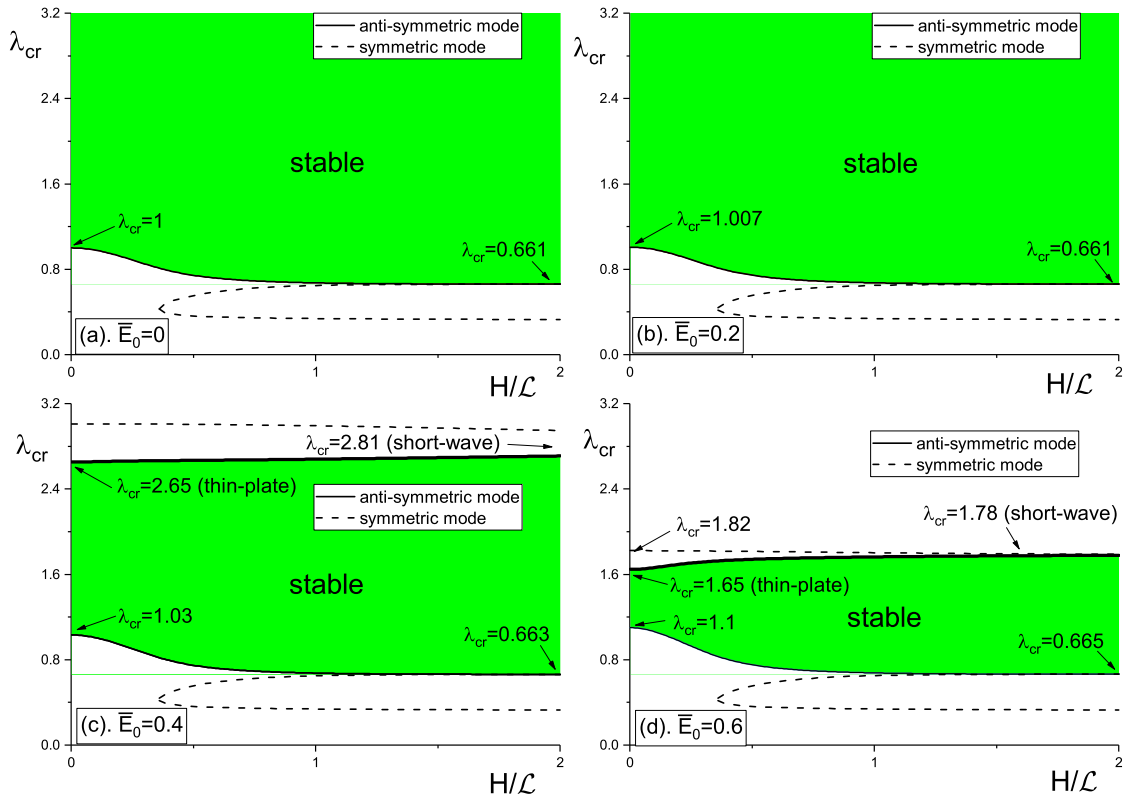 3.2
2.4
1.6
0.8
0.0
λcr
anti-symmetric mode
symmetric mode
stable
λcr=1
λcr=0.661
(a). E̅0=0
0
1
2
H/ℒ
3.2
2.4
1.6
0.8
0.0
λcr
anti-symmetric mode
symmetric mode
stable
λcr=1.007
λcr=0.661
(b). E̅0=0.2
0
1
2
H/ℒ
3.2
2.4
1.6
0.8
0.0
λcr
λcr=2.81 (short-wave)
λcr=2.65 (thin-plate)
anti-symmetric mode
symmetric mode
stable
λcr=1.03
λcr=0.663
(c). E̅0=0.4
0
1
2
H/ℒ
3.2
2.4
1.6
0.8
0.0
λcr
anti-symmetric mode
symmetric mode
λcr=1.82
λcr=1.78 (short-wave)
λcr=1.65 (thin-plate)
λcr=1.1
stable
λcr=0.665
(d). E̅0=0.6
0
1
2
H/ℒ